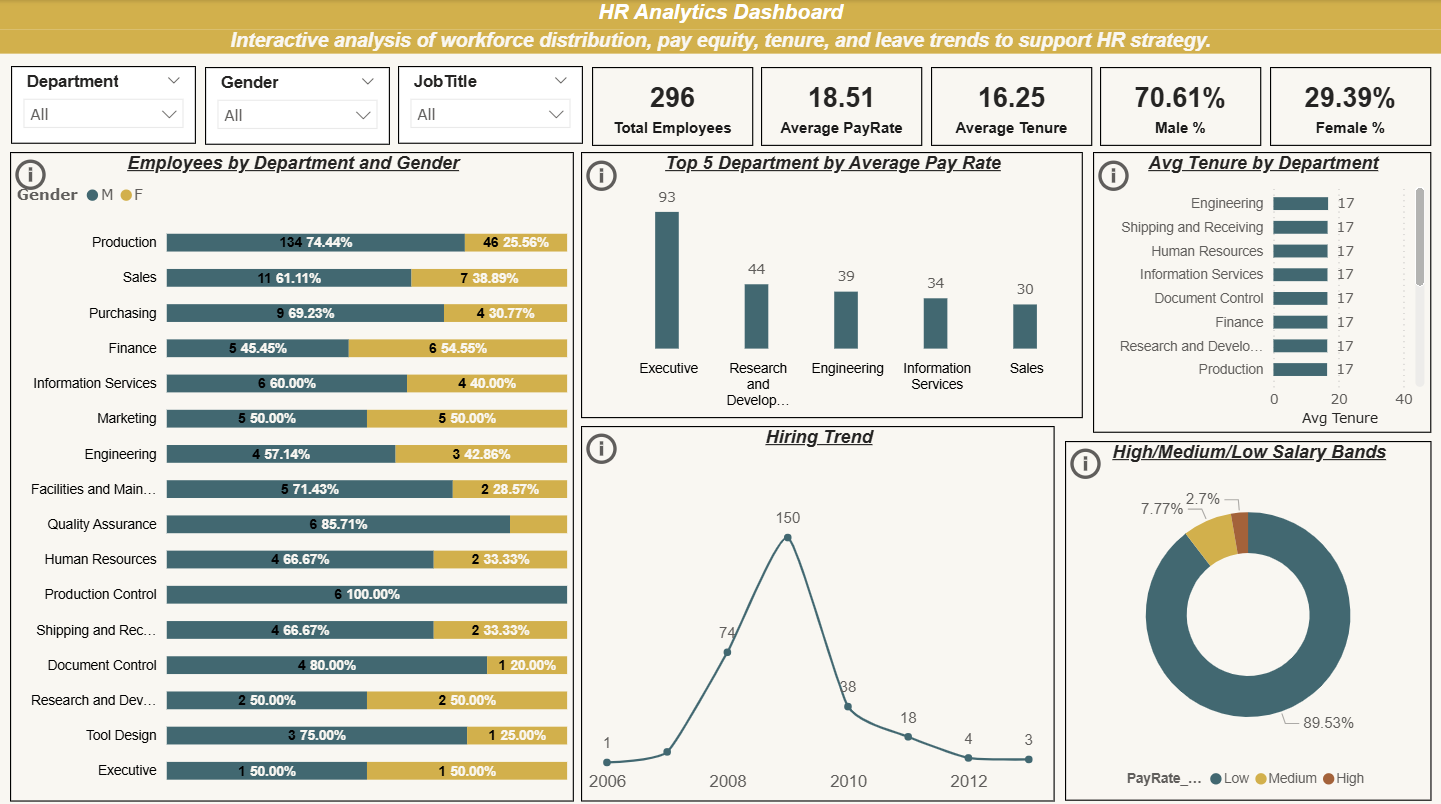 HR Analytics Dashboard
Interactive analysis of workforce distribution, pay equity, tenure, and leave trends to support HR strategy.
Department
All
Gender
All
JobTitle
All
296
Total Employees
18.51
Average PayRate
16.25
Average Tenure
70.61%
Male %
29.39%
Female %
Employees by Department and Gender
Gender M F
Production 134 74.44% 46 25.56%
Sales 11 61.11% 7 38.89%
Purchasing 9 69.23% 4 30.77%
Finance 5 45.45% 6 54.55%
Information Services 6 60.00% 4 40.00%
Marketing 5 50.00% 5 50.00%
Engineering 4 57.14% 3 42.86%
Facilities and Main… 5 71.43% 2 28.57%
Quality Assurance 6 85.71%
Human Resources 4 66.67% 2 33.33%
Production Control 6 100.00%
Shipping and Rec… 4 66.67% 2 33.33%
Document Control 4 80.00% 1 20.00%
Research and Dev… 2 50.00% 2 50.00%
Tool Design 3 75.00% 1 25.00%
Executive 1 50.00% 1 50.00%
Top 5 Department by Average Pay Rate
93
44
39
34
30
Executive
Research
and
Develop…
Engineering
Information
Services
Sales
Avg Tenure by Department
Engineering 17
Shipping and Receiving 17
Human Resources 17
Information Services 17
Document Control 17
Finance 17
Research and Develo… 17
Production 17
0 20 40
Avg Tenure
Hiring Trend
150
74
38
18
1
4
3
2006 2008 2010 2012
High/Medium/Low Salary Bands
2.7%
7.77%
89.53%
PayRate_… Low Medium High